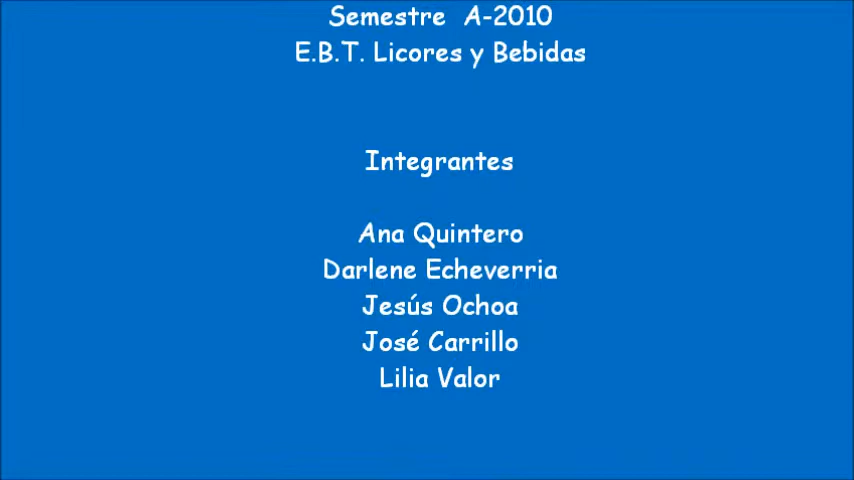 Semestre A-2010
E.B.T. Licores y Bebidas
Integrantes
Ana Quintero
Darlene Echeverria
Jesús Ochoa
José Carrillo
Lilia Valor